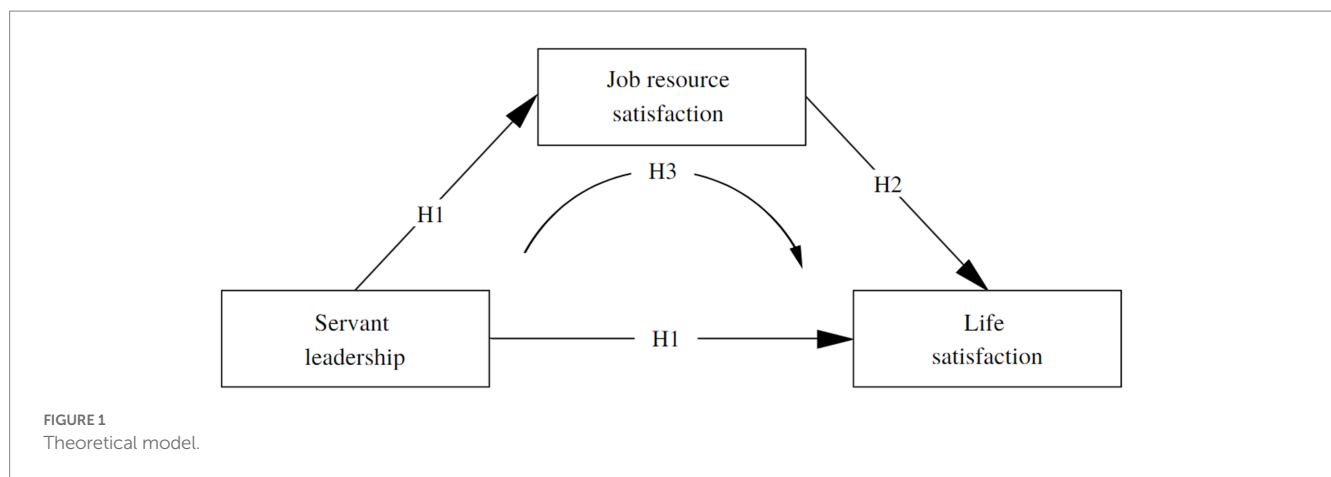 Job resource
satisfaction
H3
H2
H1
Servant
leadership
H1
Life
satisfaction
FIGURE 1
Theoretical model.